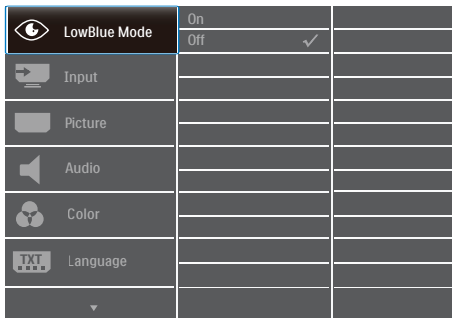 LowBlue Mode
On
Off
Input
Picture
Audio
Color
TXT
Language